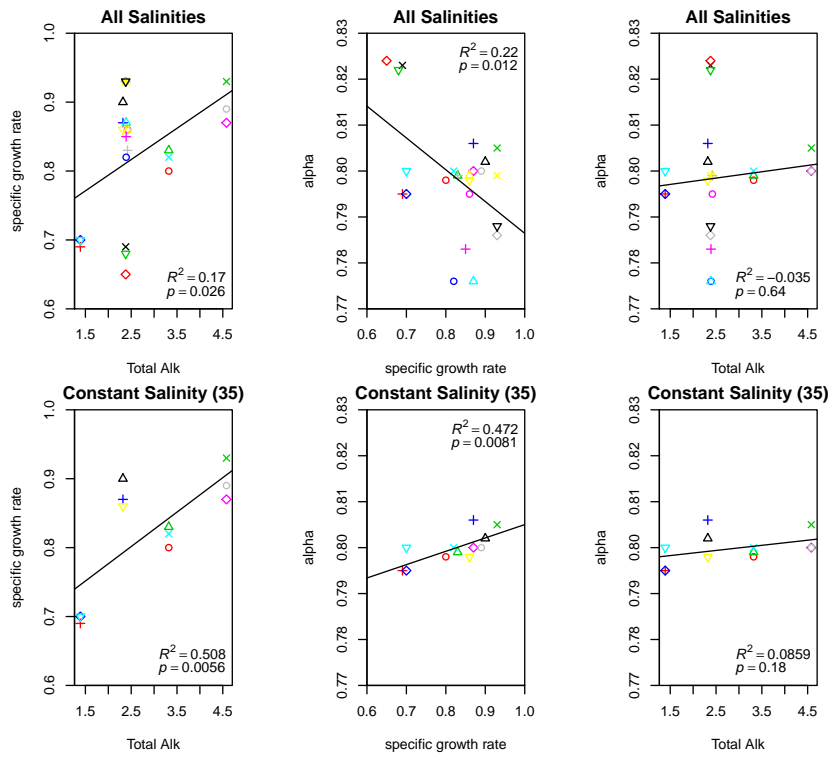 All Salinities
specific growth rate
1.0
0.9
0.8
0.7
0.6
R² = 0.17
p = 0.026
1.5 2.5 3.5 4.5
Total Alk
All Salinities
alpha
0.83
0.82
0.81
0.80
0.79
0.78
0.77
R² = 0.22
p = 0.012
0.6 0.7 0.8 0.9 1.0
specific growth rate
All Salinities
alpha
0.83
0.82
0.81
0.80
0.79
0.78
0.77
R² = −0.035
p = 0.64
1.5 2.5 3.5 4.5
Total Alk
Constant Salinity (35)
specific growth rate
1.0
0.9
0.8
0.7
0.6
R² = 0.508
p = 0.0056
1.5 2.5 3.5 4.5
Total Alk
Constant Salinity (35)
alpha
0.83
0.82
0.81
0.80
0.79
0.78
0.77
R² = 0.472
p = 0.0081
0.6 0.7 0.8 0.9 1.0
specific growth rate
Constant Salinity (35)
alpha
0.83
0.82
0.81
0.80
0.79
0.78
0.77
R² = 0.0859
p = 0.18
1.5 2.5 3.5 4.5
Total Alk